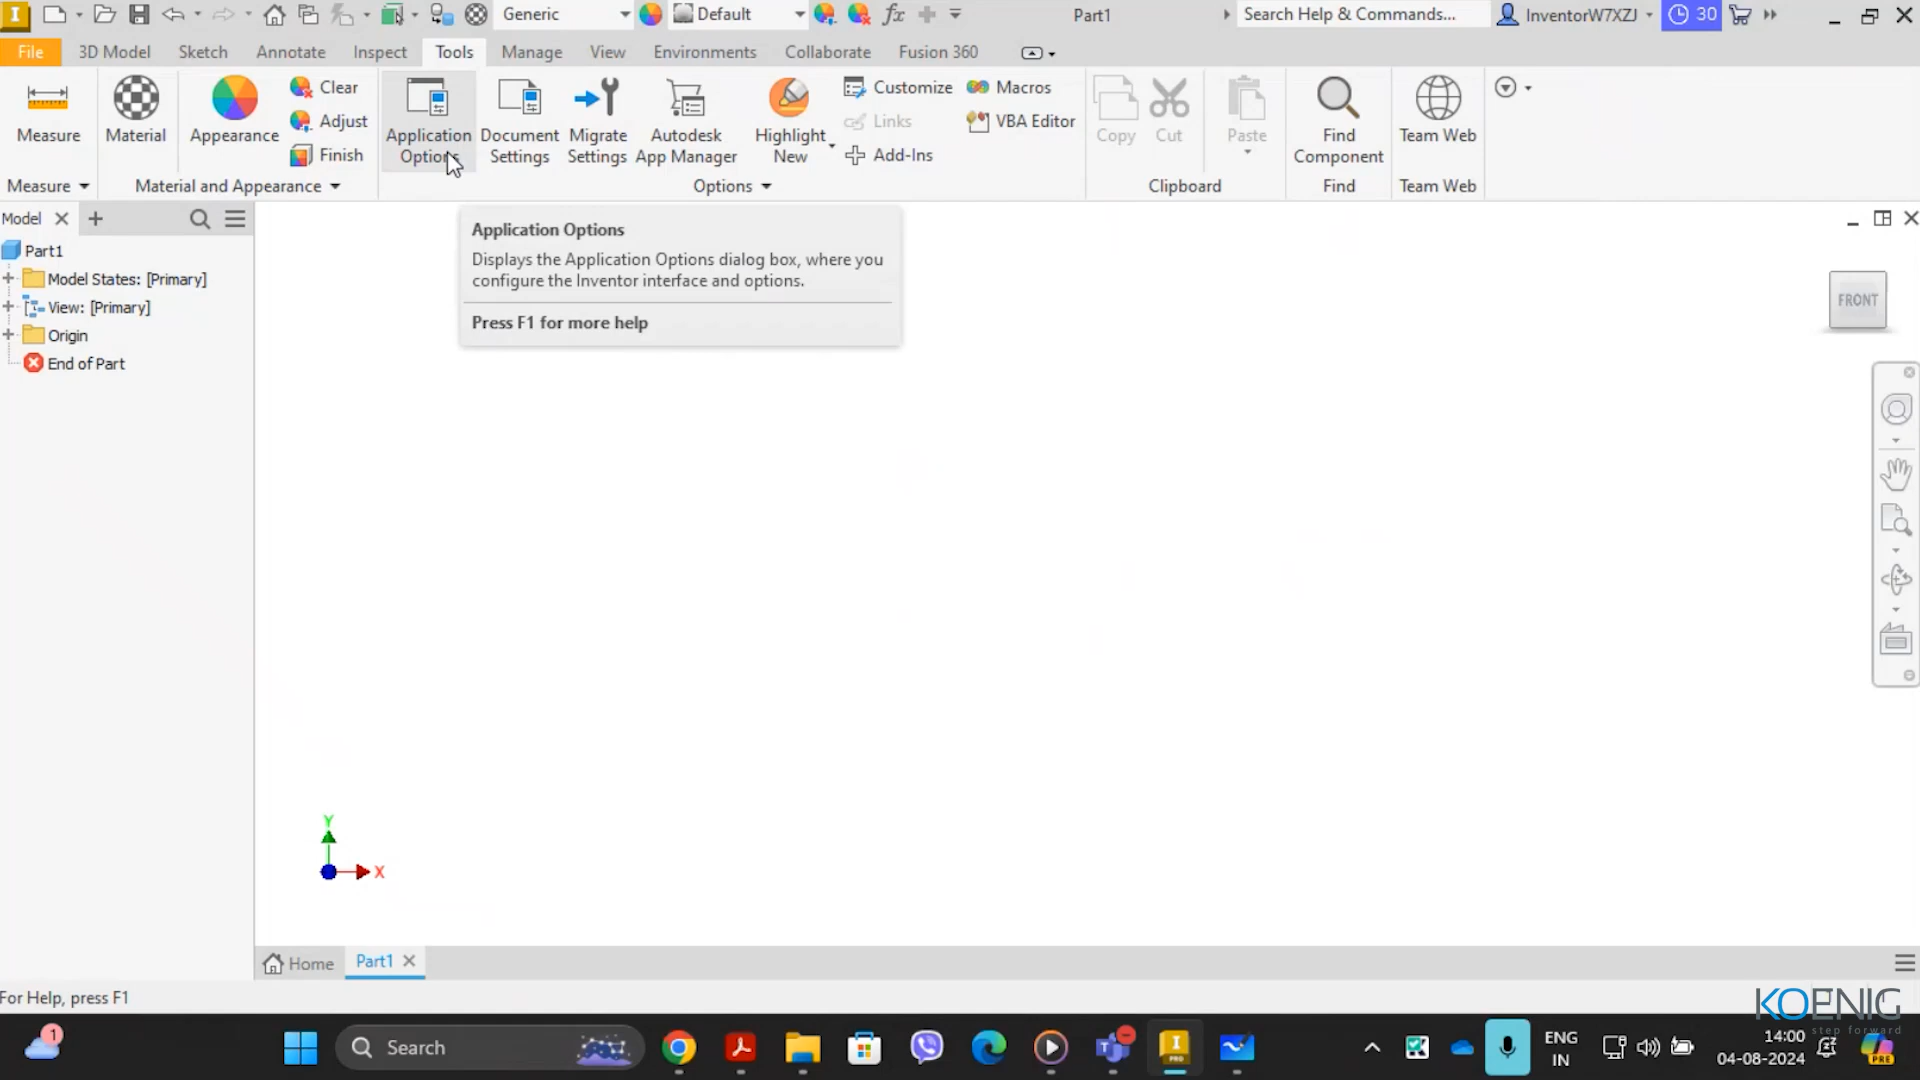 Generic
Default
fx
Part1
Search Help & Commands...
InventorW7XZJ
30
File
3D Model
Sketch
Annotate
Inspect
Tools
Manage
View
Environments
Collaborate
Fusion 360
Measure
Material
Appearance
Clear
Adjust
Finish
Application
Options
Document
Settings
Migrate
Settings
Autodesk
App Manager
Highlight
New
Customize
Links
Add-Ins
Macros
VBA Editor
Copy
Cut
Paste
Find
Component
Team Web
Measure
Material and Appearance
Options
Clipboard
Find
Team Web
Model
Part1
Model States: [Primary]
View: [Primary]
Origin
End of Part
Application Options
Displays the Application Options dialog box, where you
configure the Inventor interface and options.
Press F1 for more help
FRONT
Y
X
Home
Part1
For Help, press F1
KOENIG
step forward
1
Search
I
PRO
ENG
IN
14:00
04-08-2024
PRE